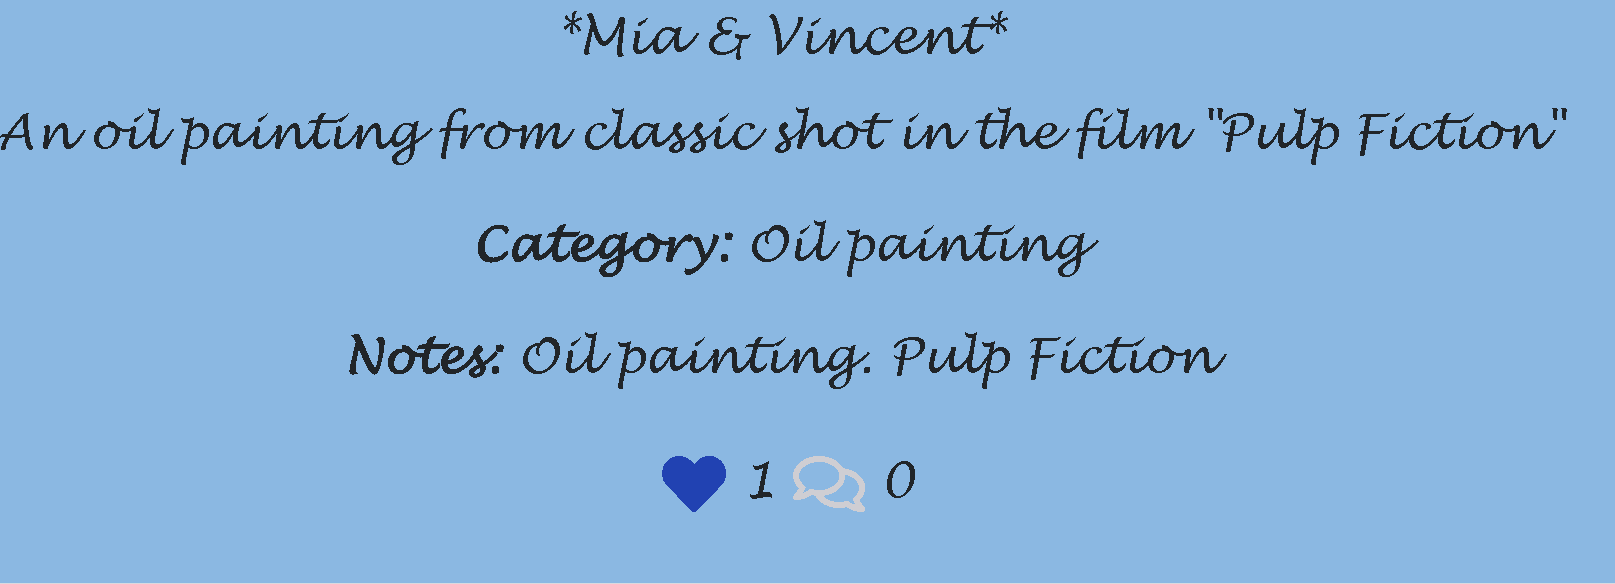 *Mia & Vincent*
An oil painting from classic shot in the film "Pulp Fiction"
Category: Oil painting
Notes: Oil painting. Pulp Fiction
1 0